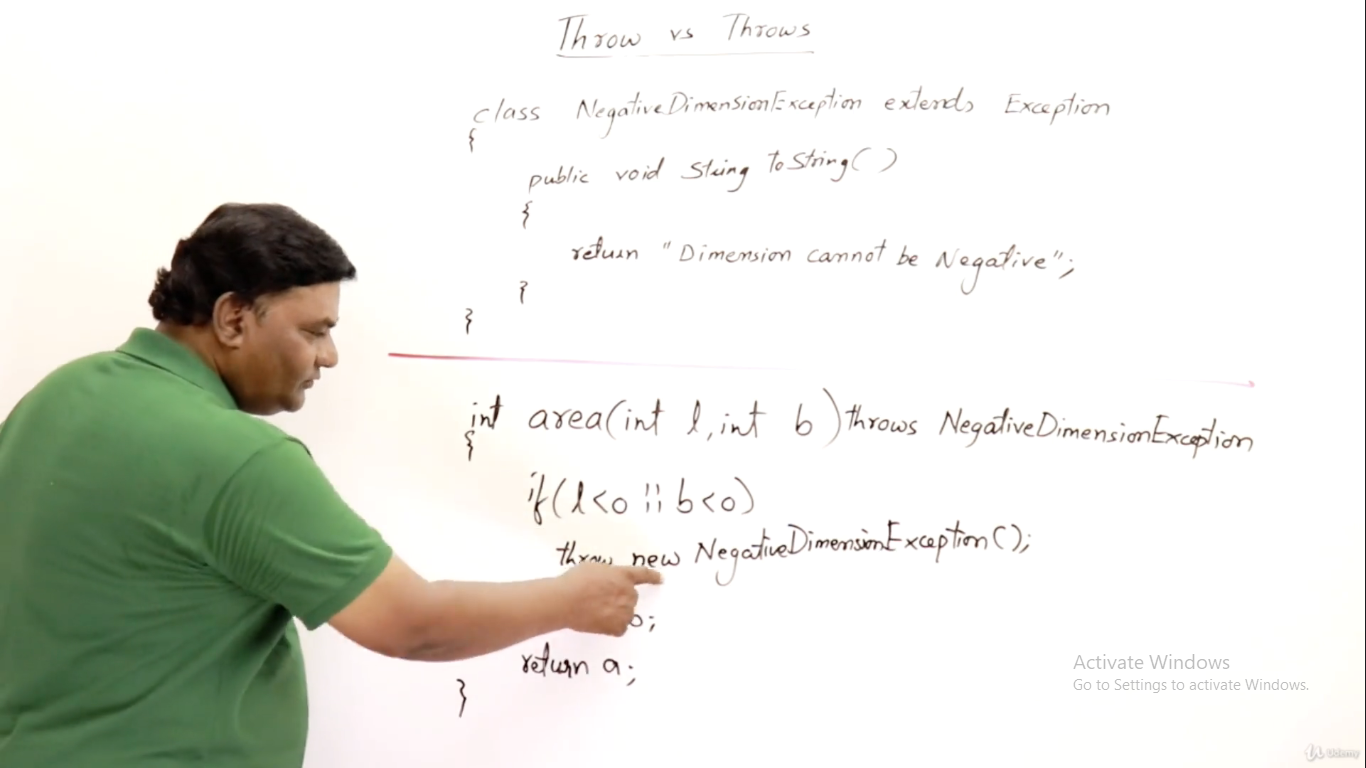 Throw vs Throws
class NegativeDimensionException extends Exception
{
public void String toString()
{
return "Dimension cannot be Negative";
}
}
int area(int l, int b) throws NegativeDimensionException
{
if(l<0 || b<0)
throw new NegativeDimensionException();
b;
return a;
}
Activate Windows
Go to Settings to activate Windows.
Udemy